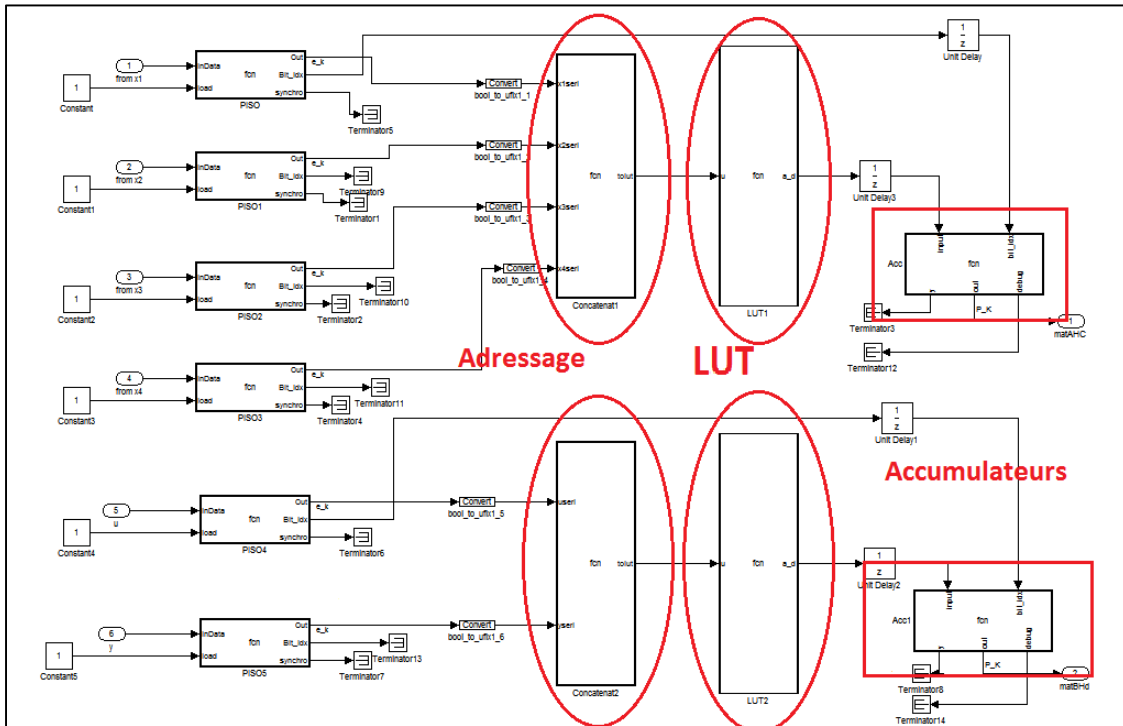 1
from x1
1
Constant
InData
load
fcn
Out
Bit_Idx
synchro
PISO
e_k
Terminator5
Convert
bool_to_ufix1_1
2
from x2
1
Constant1
InData
load
fcn
Out
Bit_Idx
synchro
PISO1
e_k
Terminator9
Terminator1
Convert
3
from x3
1
Constant2
InData
load
fcn
Out
Bit_Idx
synchro
PISO2
e_k
Terminator10
Terminator2
Convert
4
from x4
1
Constant3
InData
load
fcn
Out
Bit_Idx
synchro
PISO3
e_k
Terminator11
Terminator4
Convert
bool_to_ufix1_4
x1seri
x2seri
x3seri
x4seri
fcn
tolut
Concatenat1
u
fcn
a_d
LUT1
1
z
Unit Delay
1
z
Unit Delay3
Acc
input
bit_idx
fcn
y
out
debug
Terminator3
P_K
1
matAHC
Terminator12
Adressage
LUT
5
u
1
Constant4
InData
load
fcn
Out
Bit_Idx
synchro
PISO4
e_k
Terminator6
Convert
bool_to_ufix1_5
6
y
1
Constant5
InData
load
fcn
Out
Bit_Idx
synchro
PISO5
e_k
Terminator13
Terminator7
Convert
bool_to_ufix1_6
useri
yseri
fcn
tolut
Concatenat2
u
fcn
a_d
LUT2
1
z
Unit Delay1
Accumulateurs
1
z
Unit Delay2
Acc1
input
bit_idx
fcn
y
out
debug
Terminator8
P_K
2
matBHd
Terminator14